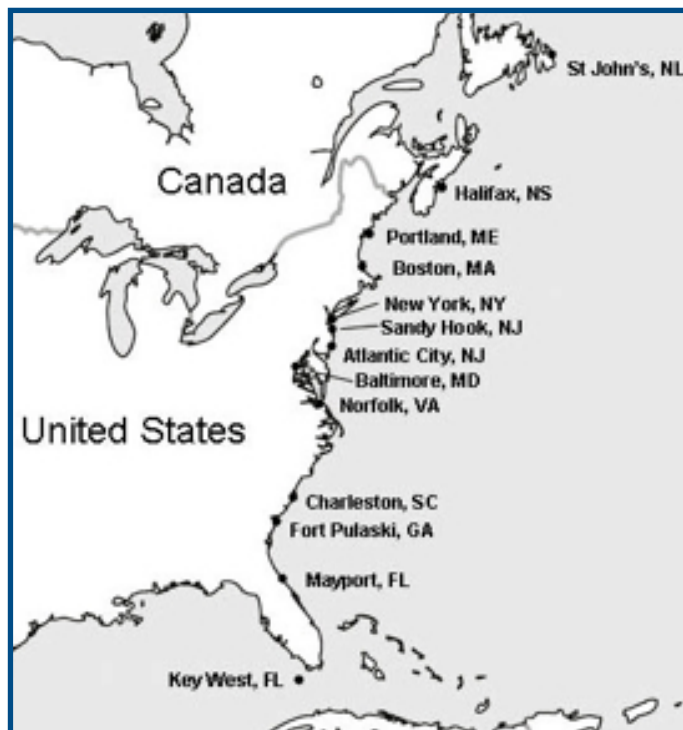 St John's, NL
Canada
Halifax, NS
Portland, ME
Boston, MA
New York, NY
Sandy Hook, NJ
Atlantic City, NJ
Baltimore, MD
Norfolk, VA
United States
Charleston, SC
Fort Pulaski, GA
Mayport, FL
Key West, FL